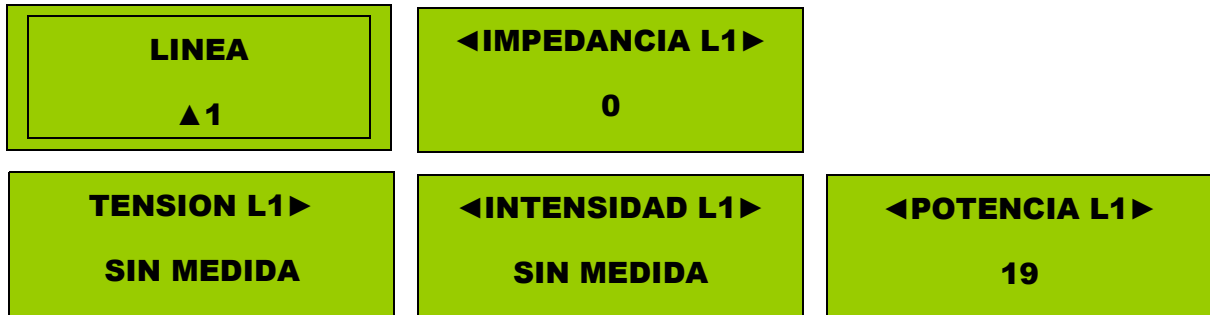 LINEA
▲1
◄IMPEDANCIA L1►
0
TENSION L1►
SIN MEDIDA
◄INTENSIDAD L1►
SIN MEDIDA
◄POTENCIA L1►
19